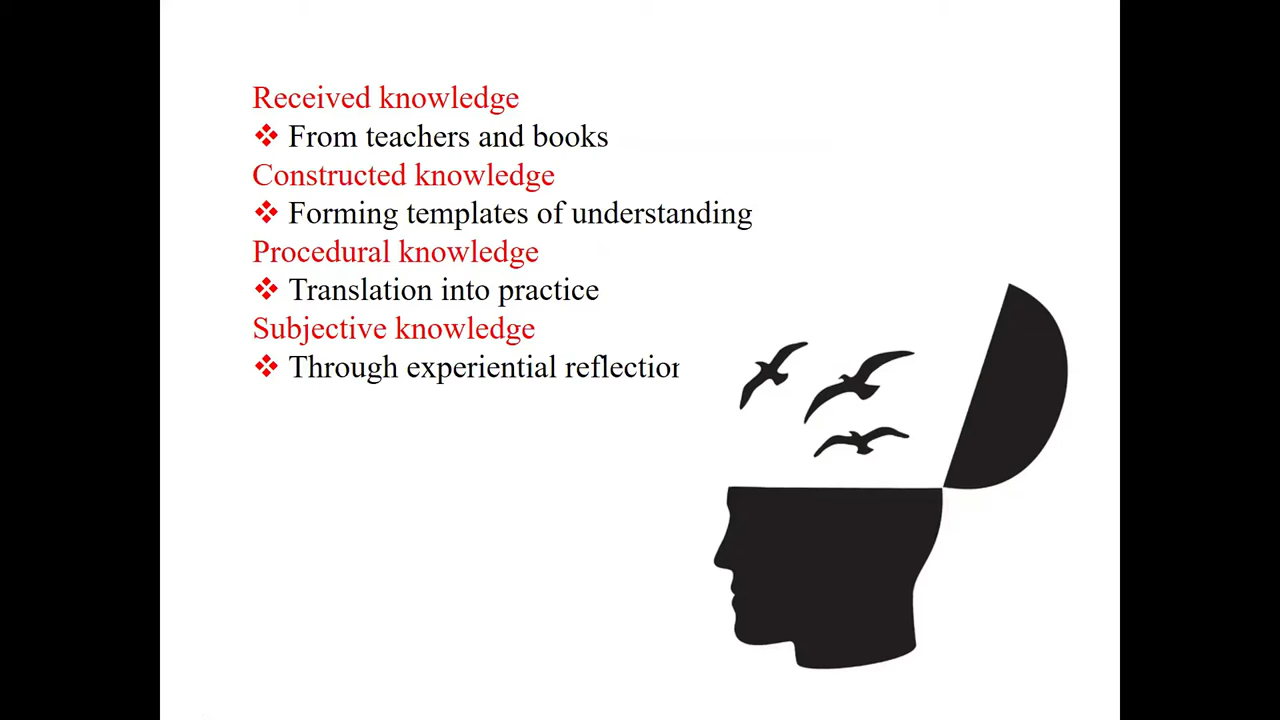 Received knowledge
❖ From teachers and books
Constructed knowledge
❖ Forming templates of understanding
Procedural knowledge
❖ Translation into practice
Subjective knowledge
❖ Through experiential reflection